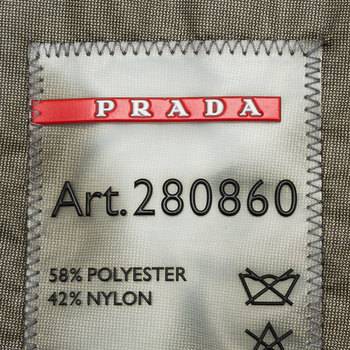 PRADA
Art.280860
58% POLYESTER
42% NYLON